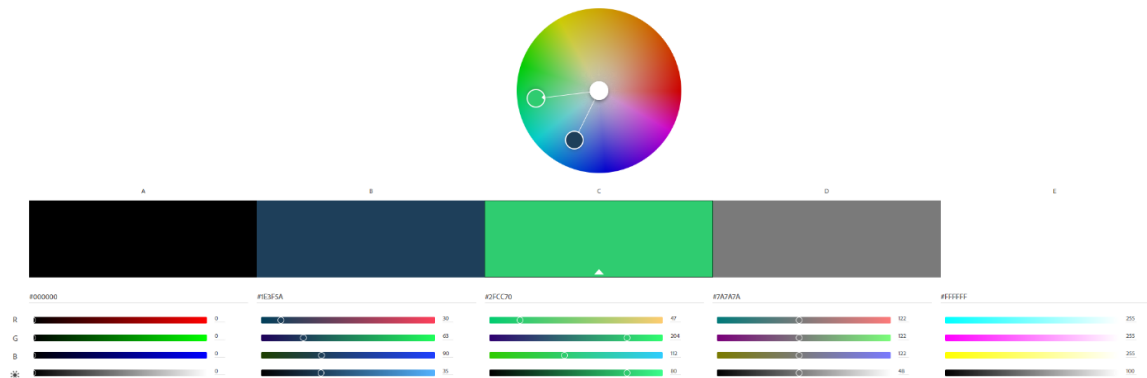 A B C D E
#000000 #1E3F5A #2FCC70 #7A7A7A #FFFFFF
R 0 30 47 122 255
G 0 63 204 122 255
B 0 90 112 122 255
0 35 80 48 100